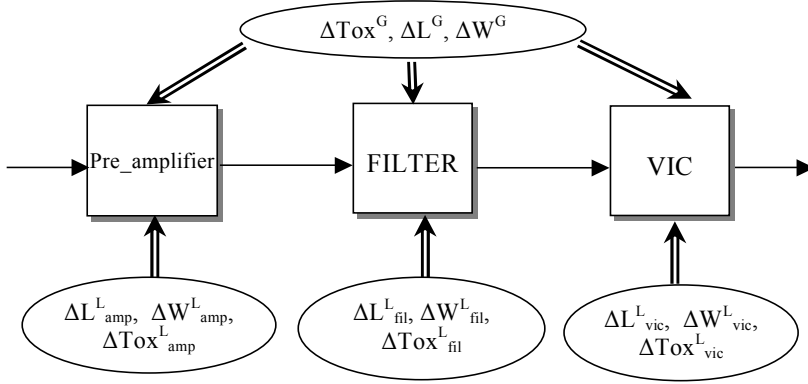 ΔTox^G, ΔL^G, ΔW^G
Pre_amplifier
FILTER
VIC
ΔL^L_amp, ΔW^L_amp,
ΔTox^L_amp
ΔL^L_fil, ΔW^L_fil,
ΔTox^L_fil
ΔL^L_vic, ΔW^L_vic,
ΔTox^L_vic